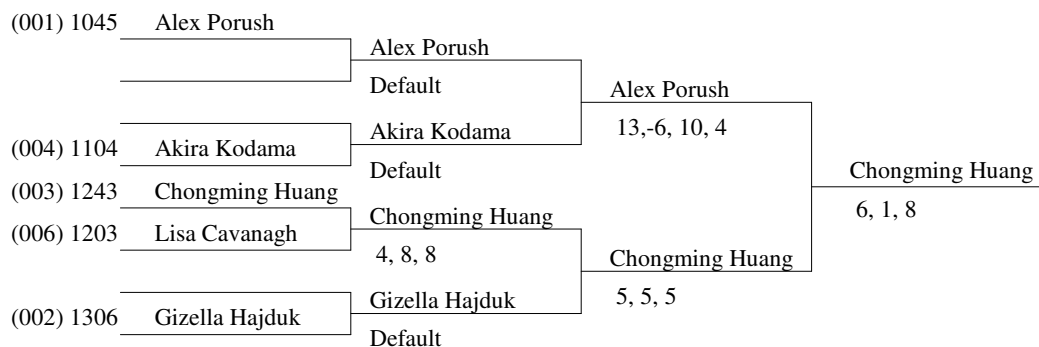 (001) 1045 Alex Porush
Alex Porush
Default
Alex Porush
13,-6, 10, 4
(004) 1104 Akira Kodama
Akira Kodama
Default
Chongming Huang
6, 1, 8
(003) 1243 Chongming Huang
(006) 1203 Lisa Cavanagh
Chongming Huang
4, 8, 8
Chongming Huang
5, 5, 5
(002) 1306 Gizella Hajduk
Gizella Hajduk
Default